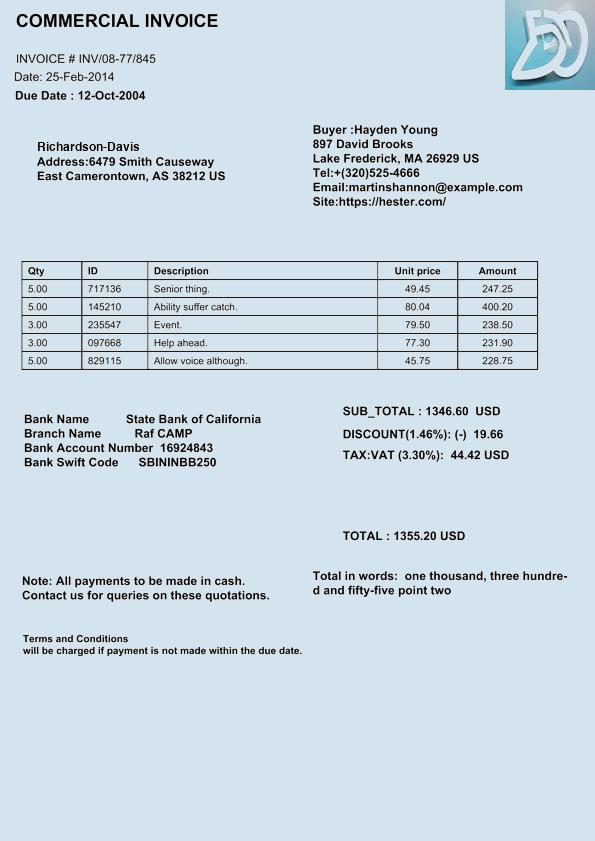 COMMERCIAL INVOICE
INVOICE # INV/08-77/845
Date: 25-Feb-2014
Due Date : 12-Oct-2004
Richardson-Davis
Address:6479 Smith Causeway
East Camerontown, AS 38212 US
Buyer :Hayden Young
897 David Brooks
Lake Frederick, MA 26929 US
Tel:+(320)525-4666
Email:martinshannon@example.com
Site:https://hester.com/
Qty ID Description Unit price Amount
5.00 717136 Senior thing. 49.45 247.25
5.00 145210 Ability suffer catch. 80.04 400.20
3.00 235547 Event. 79.50 238.50
3.00 097668 Help ahead. 77.30 231.90
5.00 829115 Allow voice although. 45.75 228.75
Bank Name State Bank of California
Branch Name Raf CAMP
Bank Account Number 16924843
Bank Swift Code SBININBB250
SUB_TOTAL : 1346.60 USD
DISCOUNT(1.46%): (-) 19.66
TAX:VAT (3.30%): 44.42 USD
TOTAL : 1355.20 USD
Total in words: one thousand, three hundre-
d and fifty-five point two
Note: All payments to be made in cash.
Contact us for queries on these quotations.
Terms and Conditions
will be charged if payment is not made within the due date.